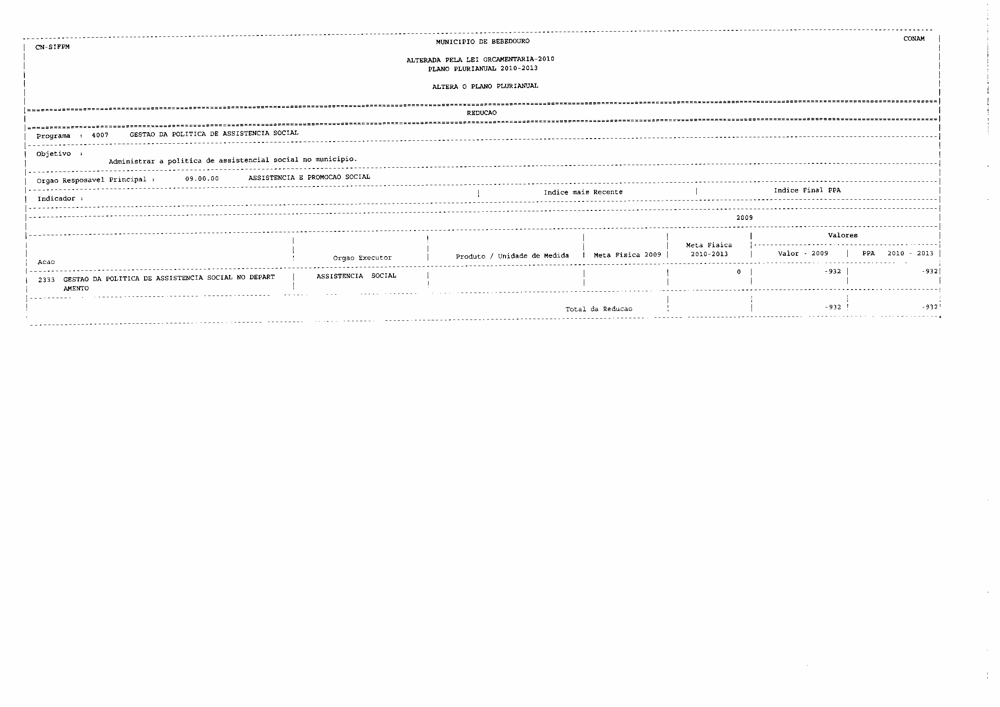 CN-SIFPM MUNICIPIO DE BEBEDOURO CONAM
ALTERADA PELA LEI ORCAMENTARIA-2010
PLANO PLURIANUAL 2010-2013
ALTERA O PLANO PLURIANUAL
REDUCAO
Programa : 4007 GESTAO DA POLITICA DE ASSISTENCIA SOCIAL
Objetivo :
Administrar a politica de assistencial social no municipio.
Orgao Resposavel Principal : 09.00.00 ASSISTENCIA E PROMOCAO SOCIAL
Indicador : | Indice mais Recente | Indice Final PPA
2009
Valores
Meta Fisica
Acao | Orgao Executor | Produto / Unidade de Medida | Meta Fisica 2009 | 2010-2013 | Valor - 2009 | PPA 2010 - 2013
2333 GESTAO DA POLITICA DE ASSISTENCIA SOCIAL NO DEPART | ASSISTENCIA SOCIAL | | | 0 | -932 | -932
AMENTO
Total da Reducao | | -932 | -932